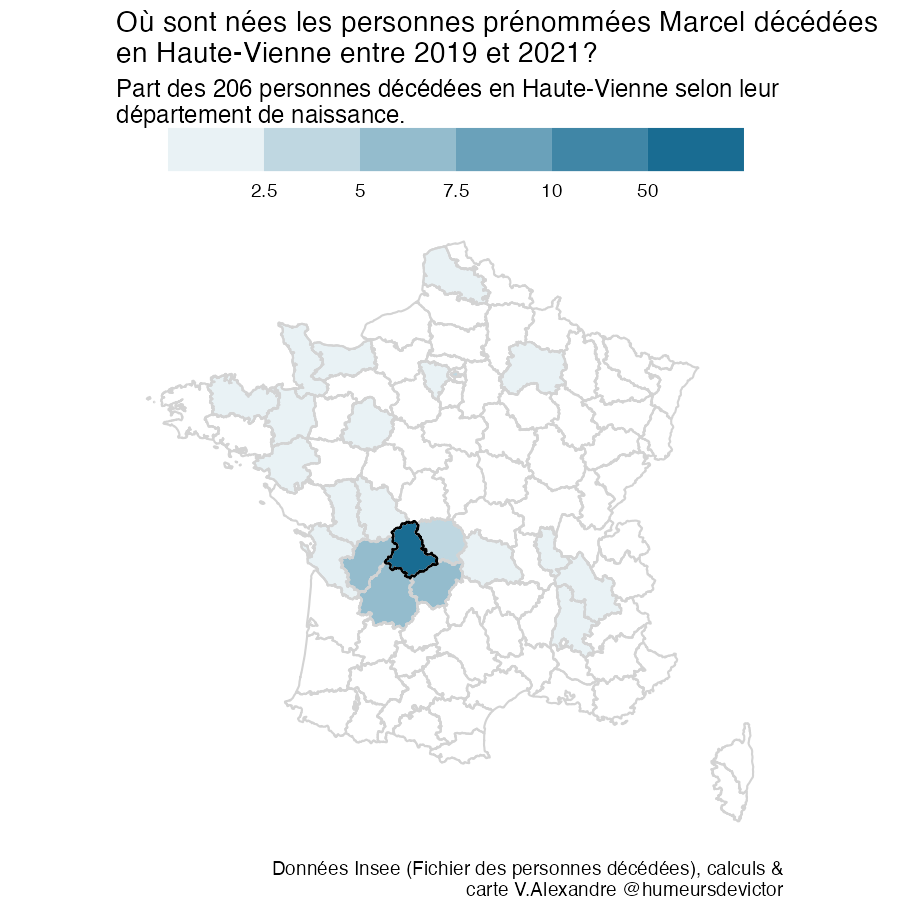 Où sont nées les personnes prénommées Marcel décédées
en Haute-Vienne entre 2019 et 2021?
Part des 206 personnes décédées en Haute-Vienne selon leur
département de naissance.
2.5 5 7.5 10 50
Données Insee (Fichier des personnes décédées), calculs &
carte V.Alexandre @humeursdevictor